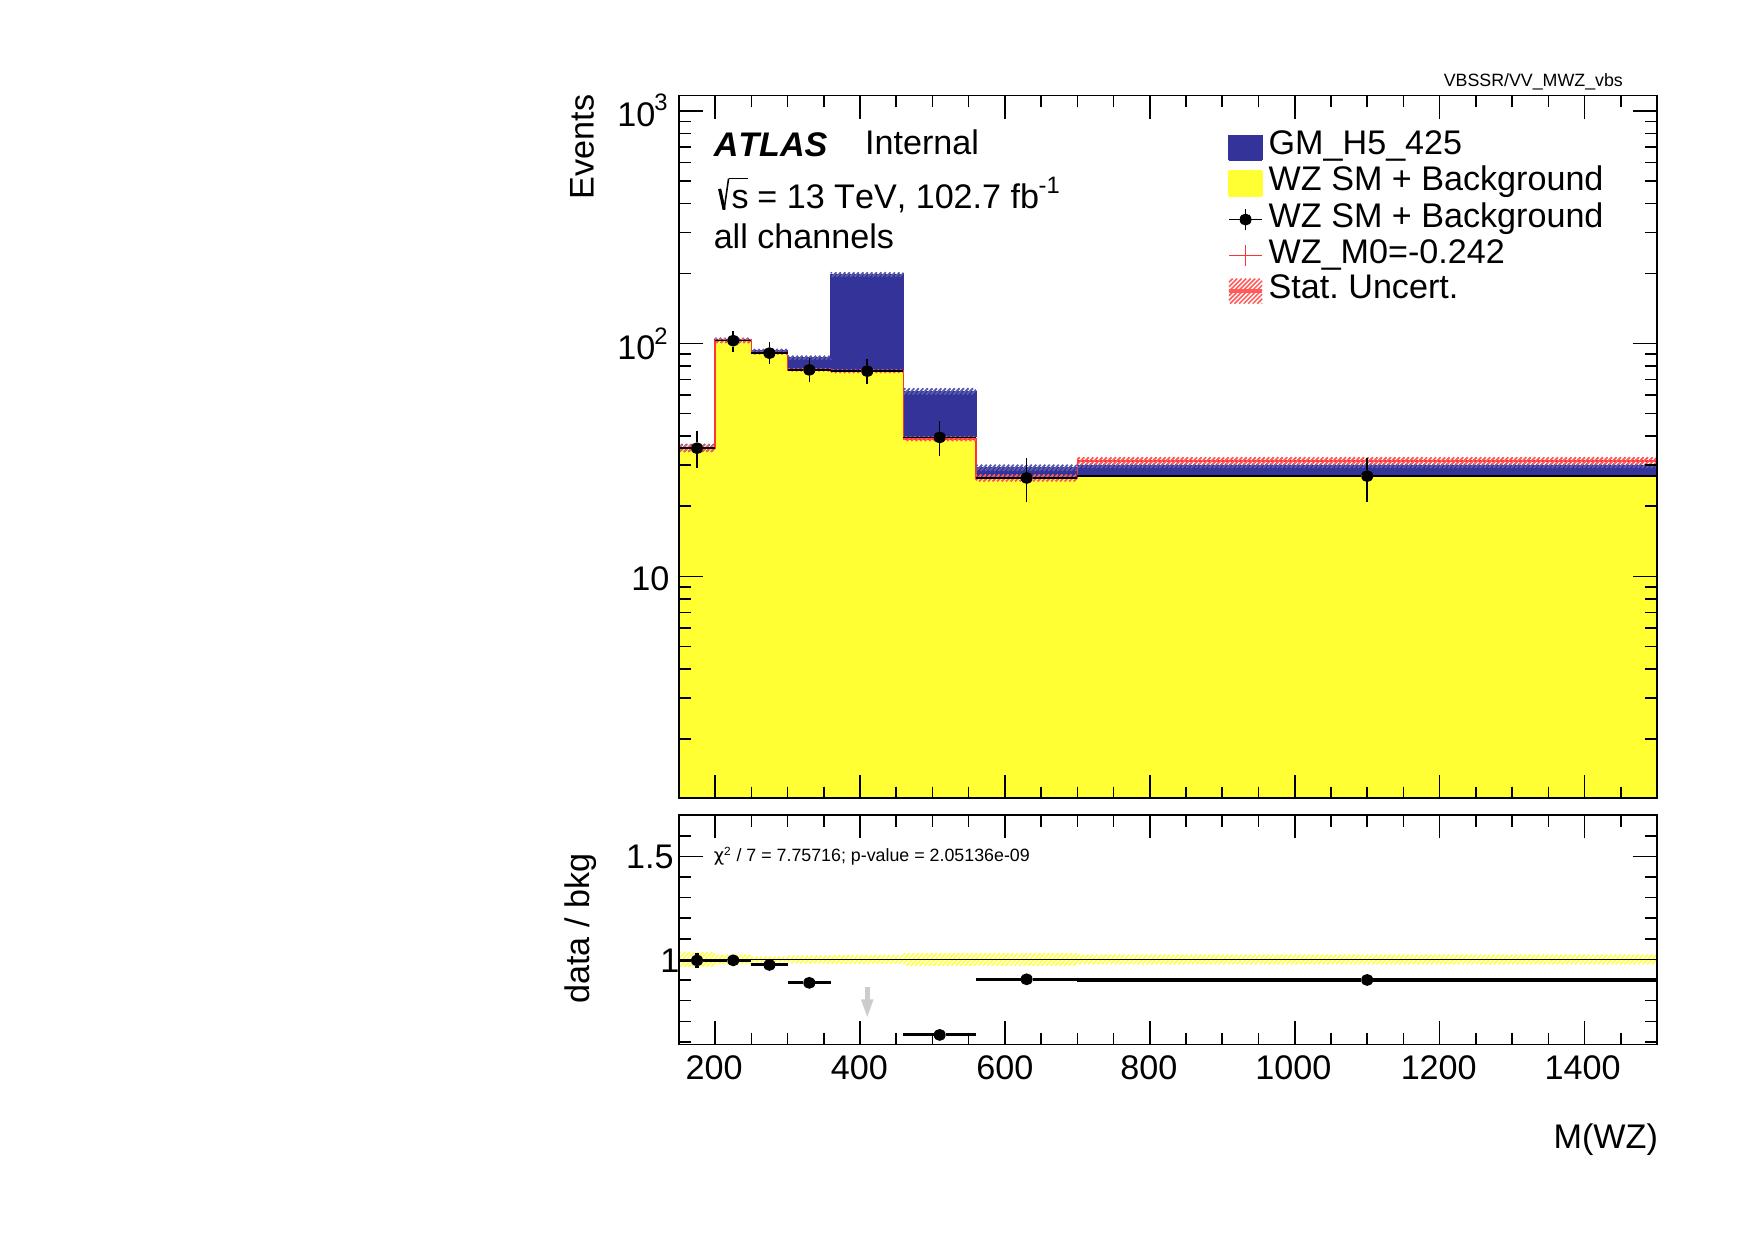 VBSSR/VV_MWZ_vbs
Events
10³
10²
10
ATLAS Internal
√s = 13 TeV, 102.7 fb⁻¹
all channels
GM_H5_425
WZ SM + Background
WZ SM + Background
WZ_M0=-0.242
Stat. Uncert.
data / bkg
1.5
1
χ² / 7 = 7.75716; p-value = 2.05136e-09
200 400 600 800 1000 1200 1400
M(WZ)